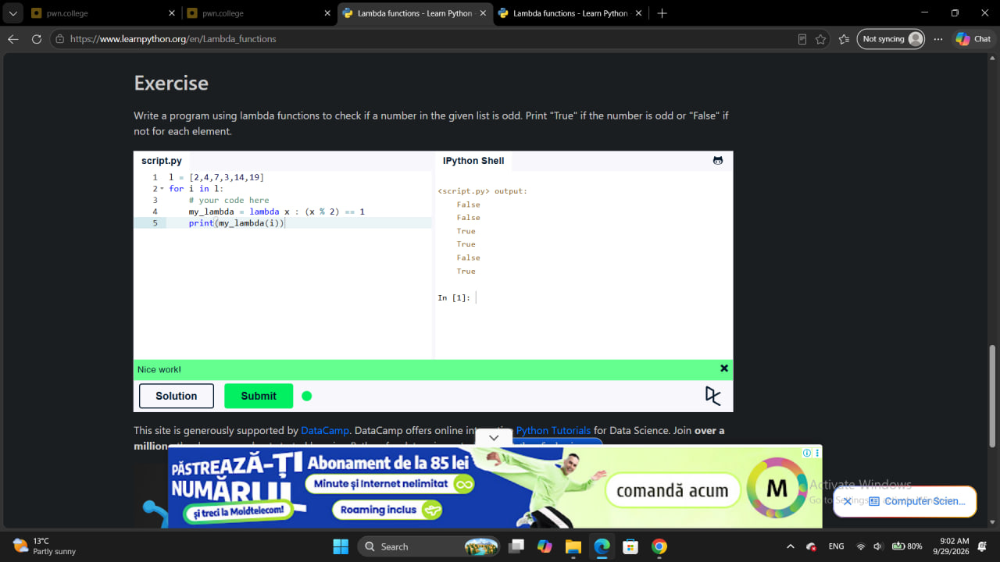 pwn.college
pwn.college
Lambda functions - Learn Python
Lambda functions - Learn Python
https://www.learnpython.org/en/Lambda_functions
Not syncing
Chat
Exercise
Write a program using lambda functions to check if a number in the given list is odd. Print "True" if the number is odd or "False" if
not for each element.
script.py
1 l = [2,4,7,3,14,19]
2 for i in l:
3     # your code here
4     my_lambda = lambda x : (x % 2) == 1
5     print(my_lambda(i))
IPython Shell
<script.py> output:
False
False
True
True
False
True
In [1]:
Nice work!
Solution
Submit
This site is generously supported by DataCamp. DataCamp offers online Python Tutorials for Data Science. Join over a
million
PĂSTREAZĂ-ȚI
NUMĂRUL
și treci la Moldtelecom!
Abonament de la 85 lei
Minute și Internet nelimitat
Roaming inclus
comandă acum
M
Activate Windows
Go to Settings to activate Windows.
Computer Scien...
13°C
Partly sunny
Search
ENG
80%
9:02 AM
9/29/2026